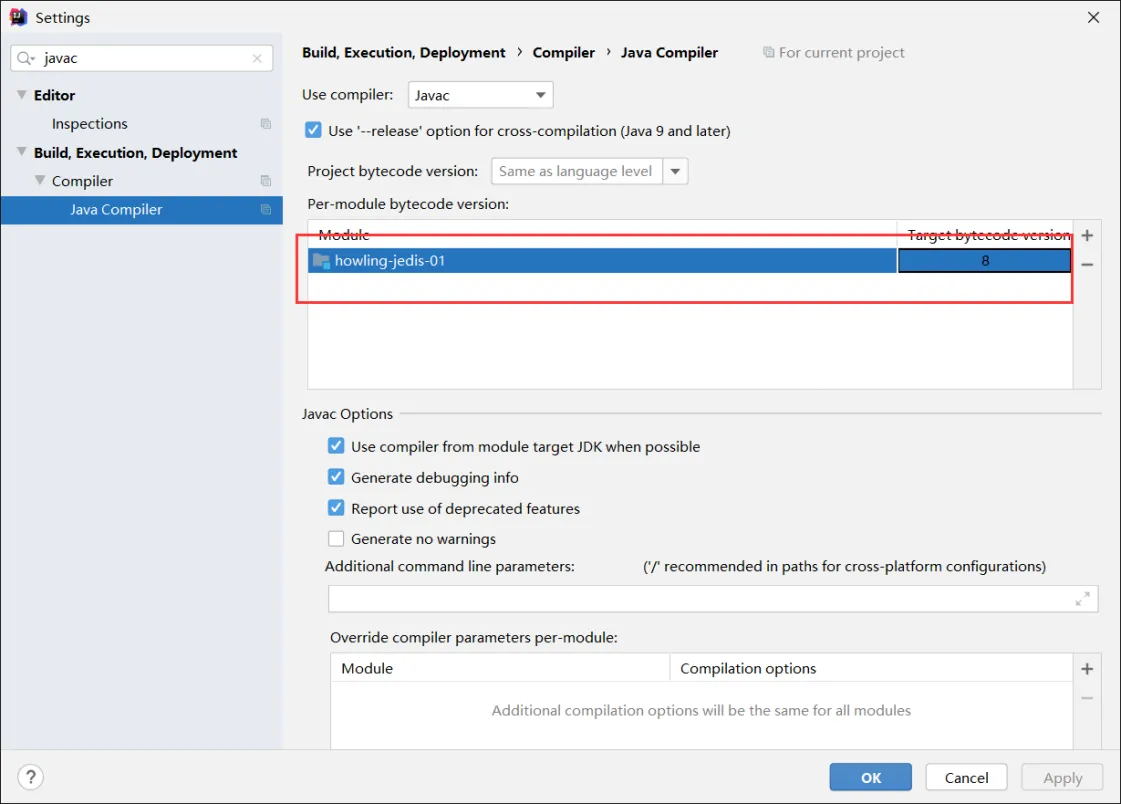 Settings
javac
Editor
Inspections
Build, Execution, Deployment
Compiler
Java Compiler
Build, Execution, Deployment › Compiler › Java Compiler For current project
Use compiler: Javac
Use '--release' option for cross-compilation (Java 9 and later)
Project bytecode version: Same as language level
Per-module bytecode version:
Module Target bytecode version
howling-jedis-01 8
Javac Options
Use compiler from module target JDK when possible
Generate debugging info
Report use of deprecated features
Generate no warnings
Additional command line parameters: ('/' recommended in paths for cross-platform configurations)
Override compiler parameters per-module:
Module Compilation options
Additional compilation options will be the same for all modules
? OK Cancel Apply